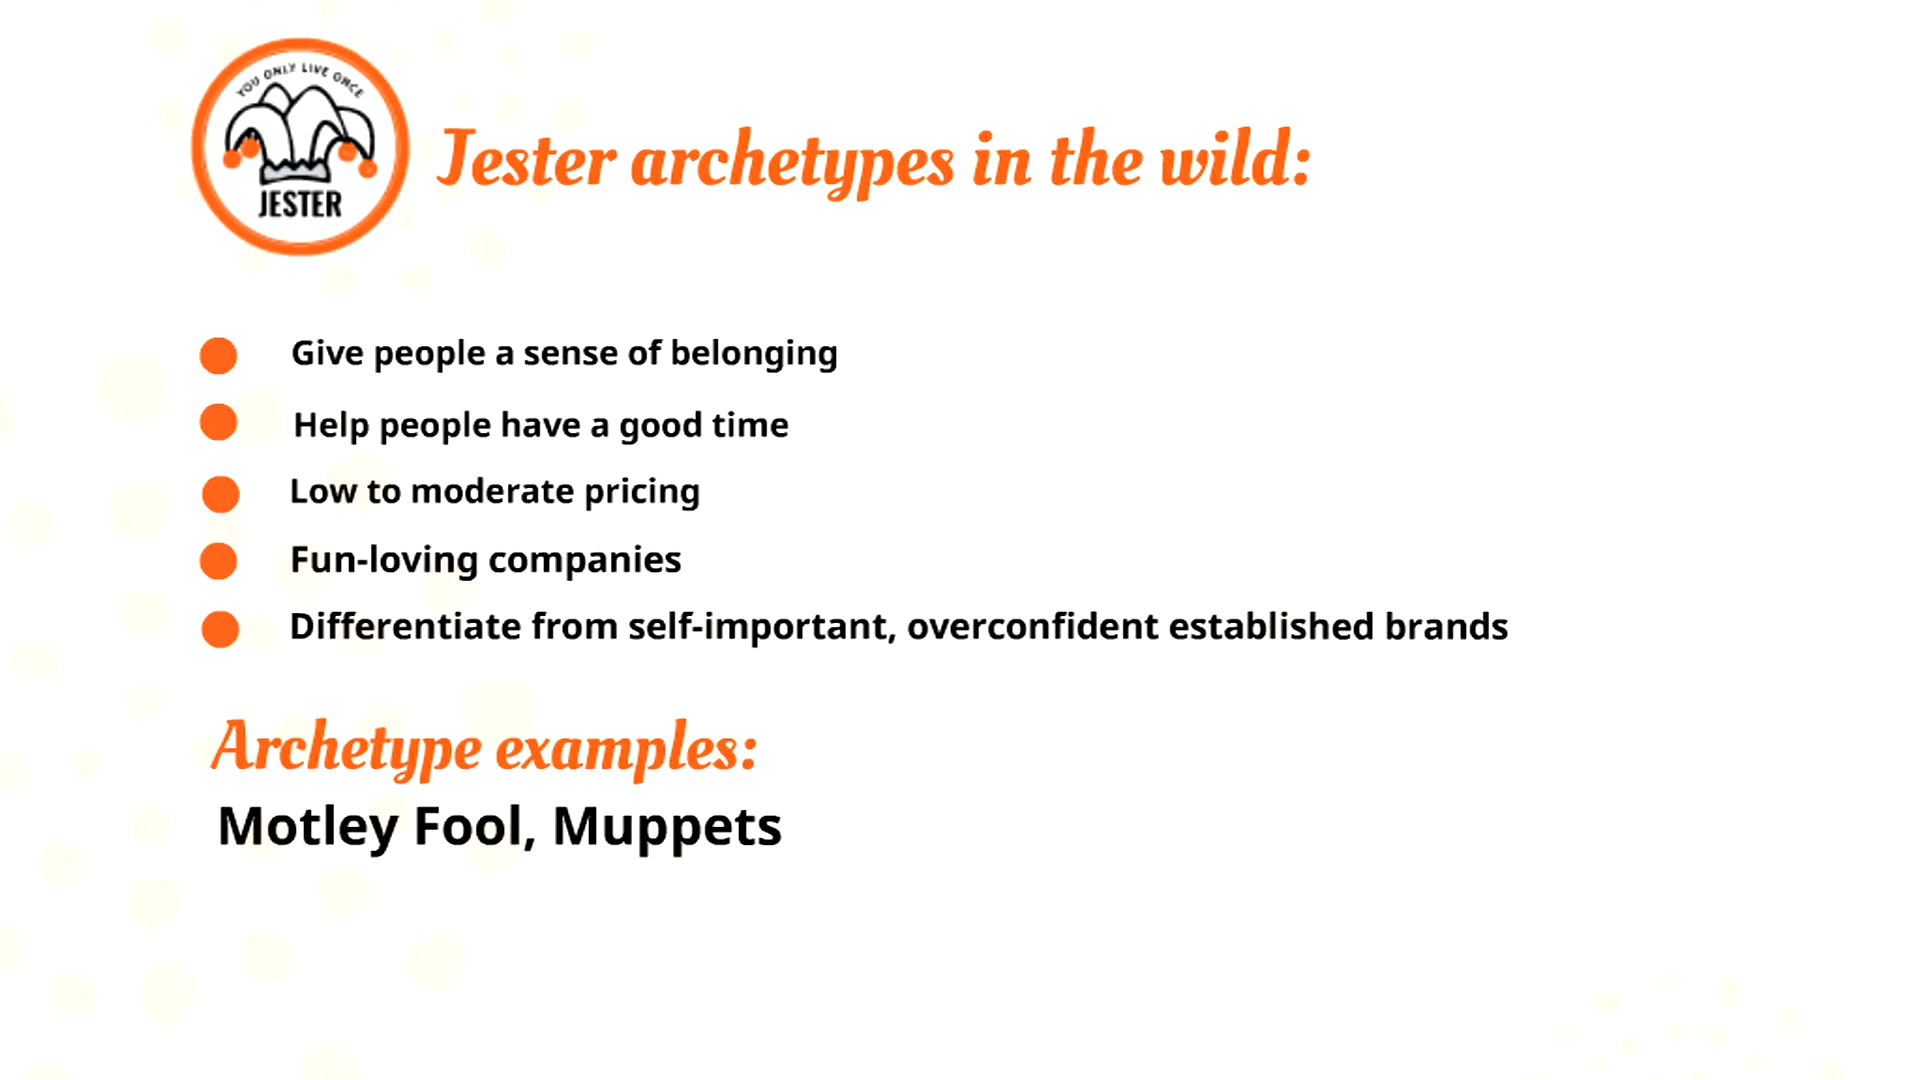 YOU ONLY LIVE ONCE
JESTER
Jester archetypes in the wild:
Give people a sense of belonging
Help people have a good time
Low to moderate pricing
Fun-loving companies
Differentiate from self-important, overconfident established brands
Archetype examples:
Motley Fool, Muppets